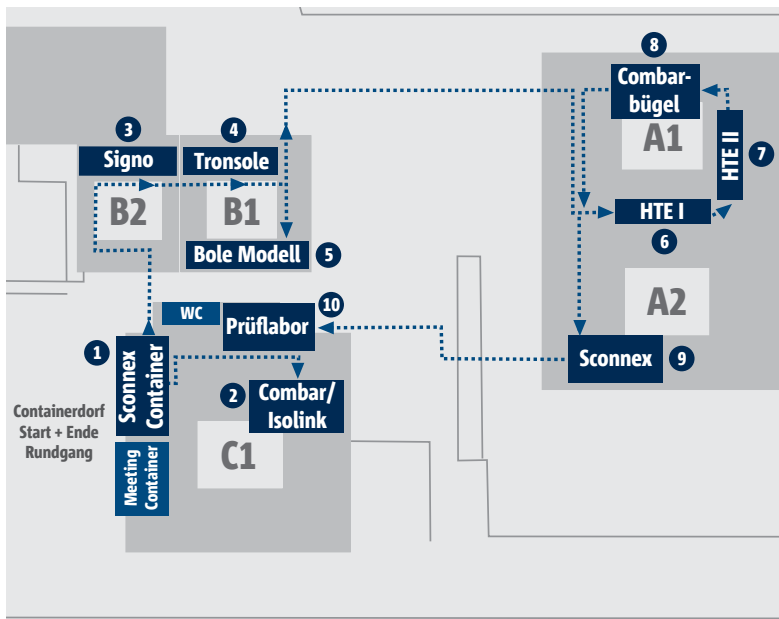 8
Combar-
bügel
A1
HTE II
7
3
4
Signo
Tronsole
B2
B1
HTE I
6
Bole Modell
5
A2
WC
10
Prüflabor
1
Sconnex
Container
Sconnex
9
2
Combar/
Isolink
Containerdorf
Start + Ende
Rundgang
C1
Meeting
Container